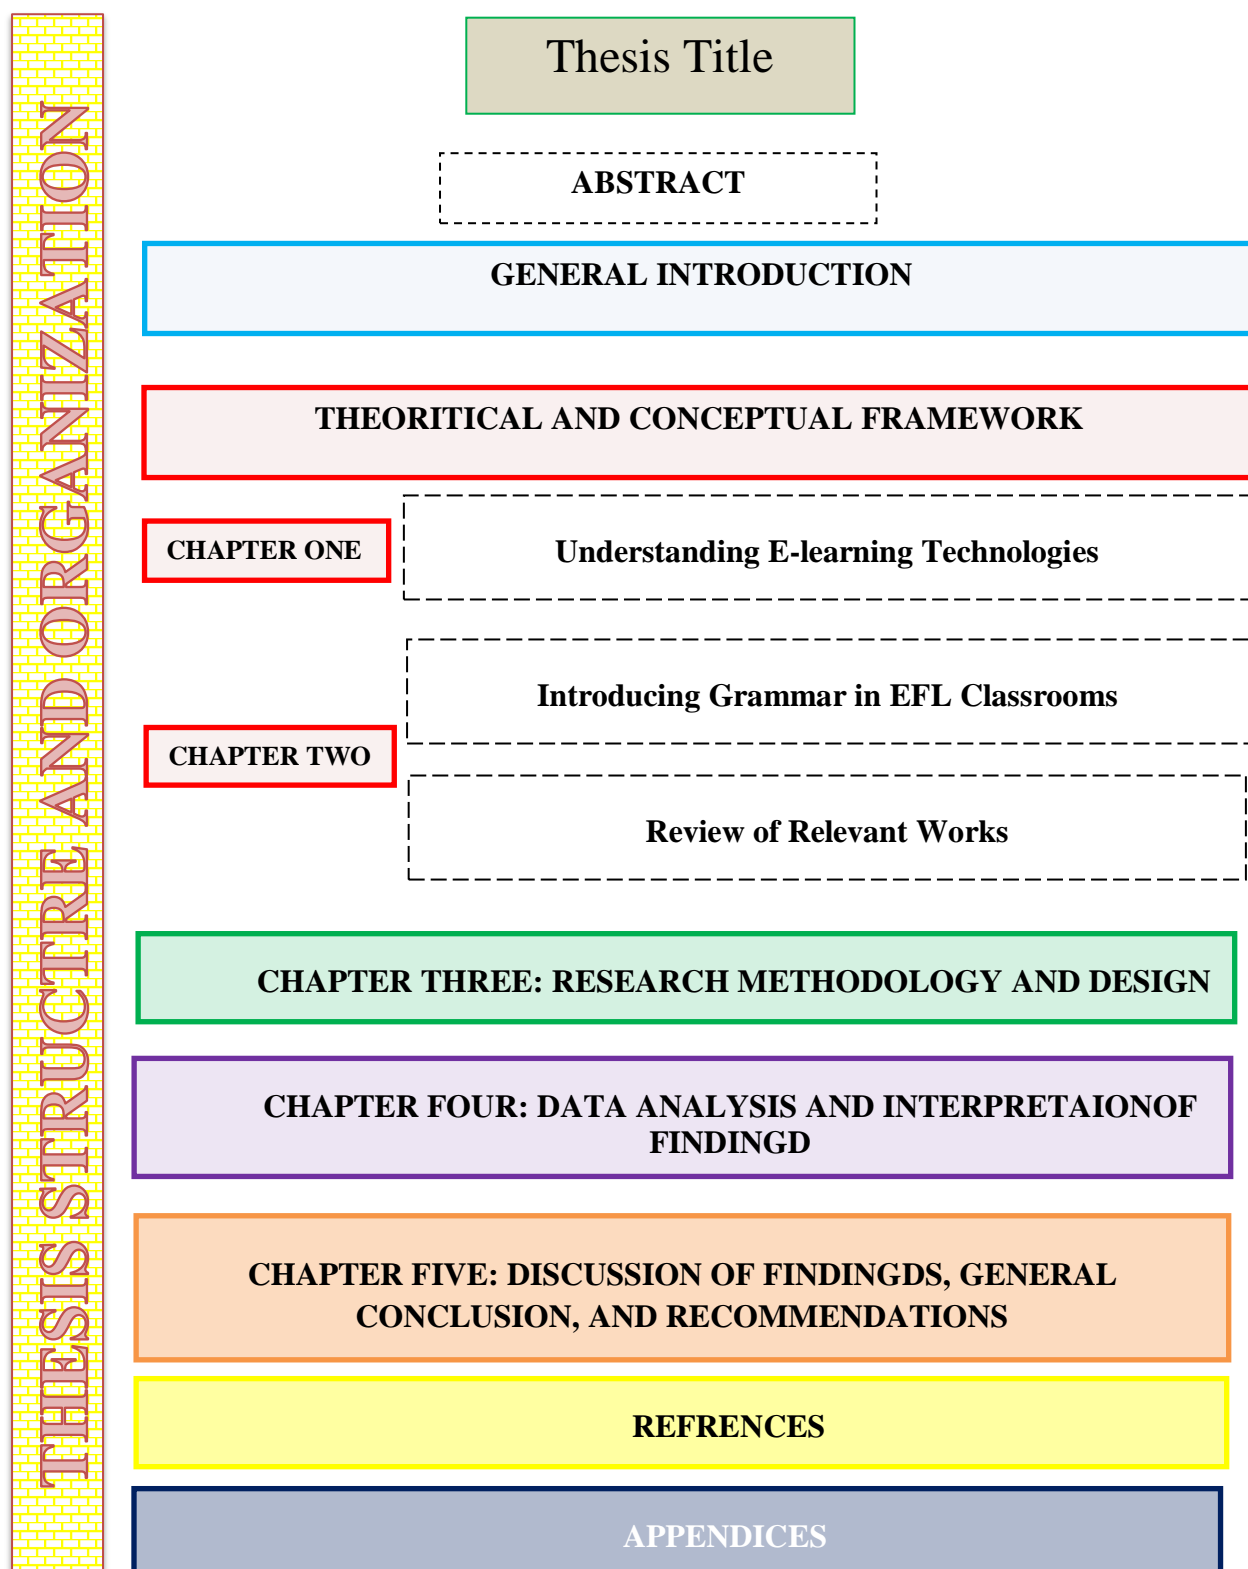 THESIS STRUCTRE AND ORGANIZATION
Thesis Title
ABSTRACT
GENERAL INTRODUCTION
THEORITICAL AND CONCEPTUAL FRAMEWORK
CHAPTER ONE
Understanding E-learning Technologies
Introducing Grammar in EFL Classrooms
CHAPTER TWO
Review of Relevant Works
CHAPTER THREE: RESEARCH METHODOLOGY AND DESIGN
CHAPTER FOUR: DATA ANALYSIS AND INTERPRETAIONOF
FINDINGD
CHAPTER FIVE: DISCUSSION OF FINDINGDS, GENERAL
CONCLUSION, AND RECOMMENDATIONS
REFRENCES
APPENDICES